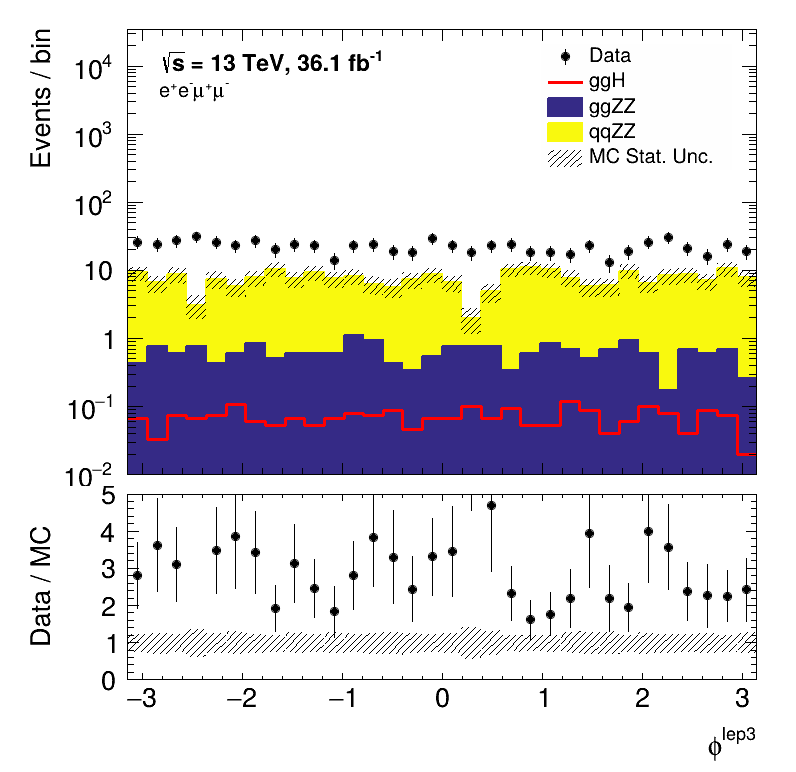 Events / bin
10⁴
10³
10²
10
1
10⁻¹
10⁻²
√s = 13 TeV, 36.1 fb⁻¹
e⁺e⁻μ⁺μ⁻
Data
ggH
ggZZ
qqZZ
MC Stat. Unc.
Data / MC
5
4
3
2
1
0
−3 −2 −1 0 1 2 3
ϕ^lep3